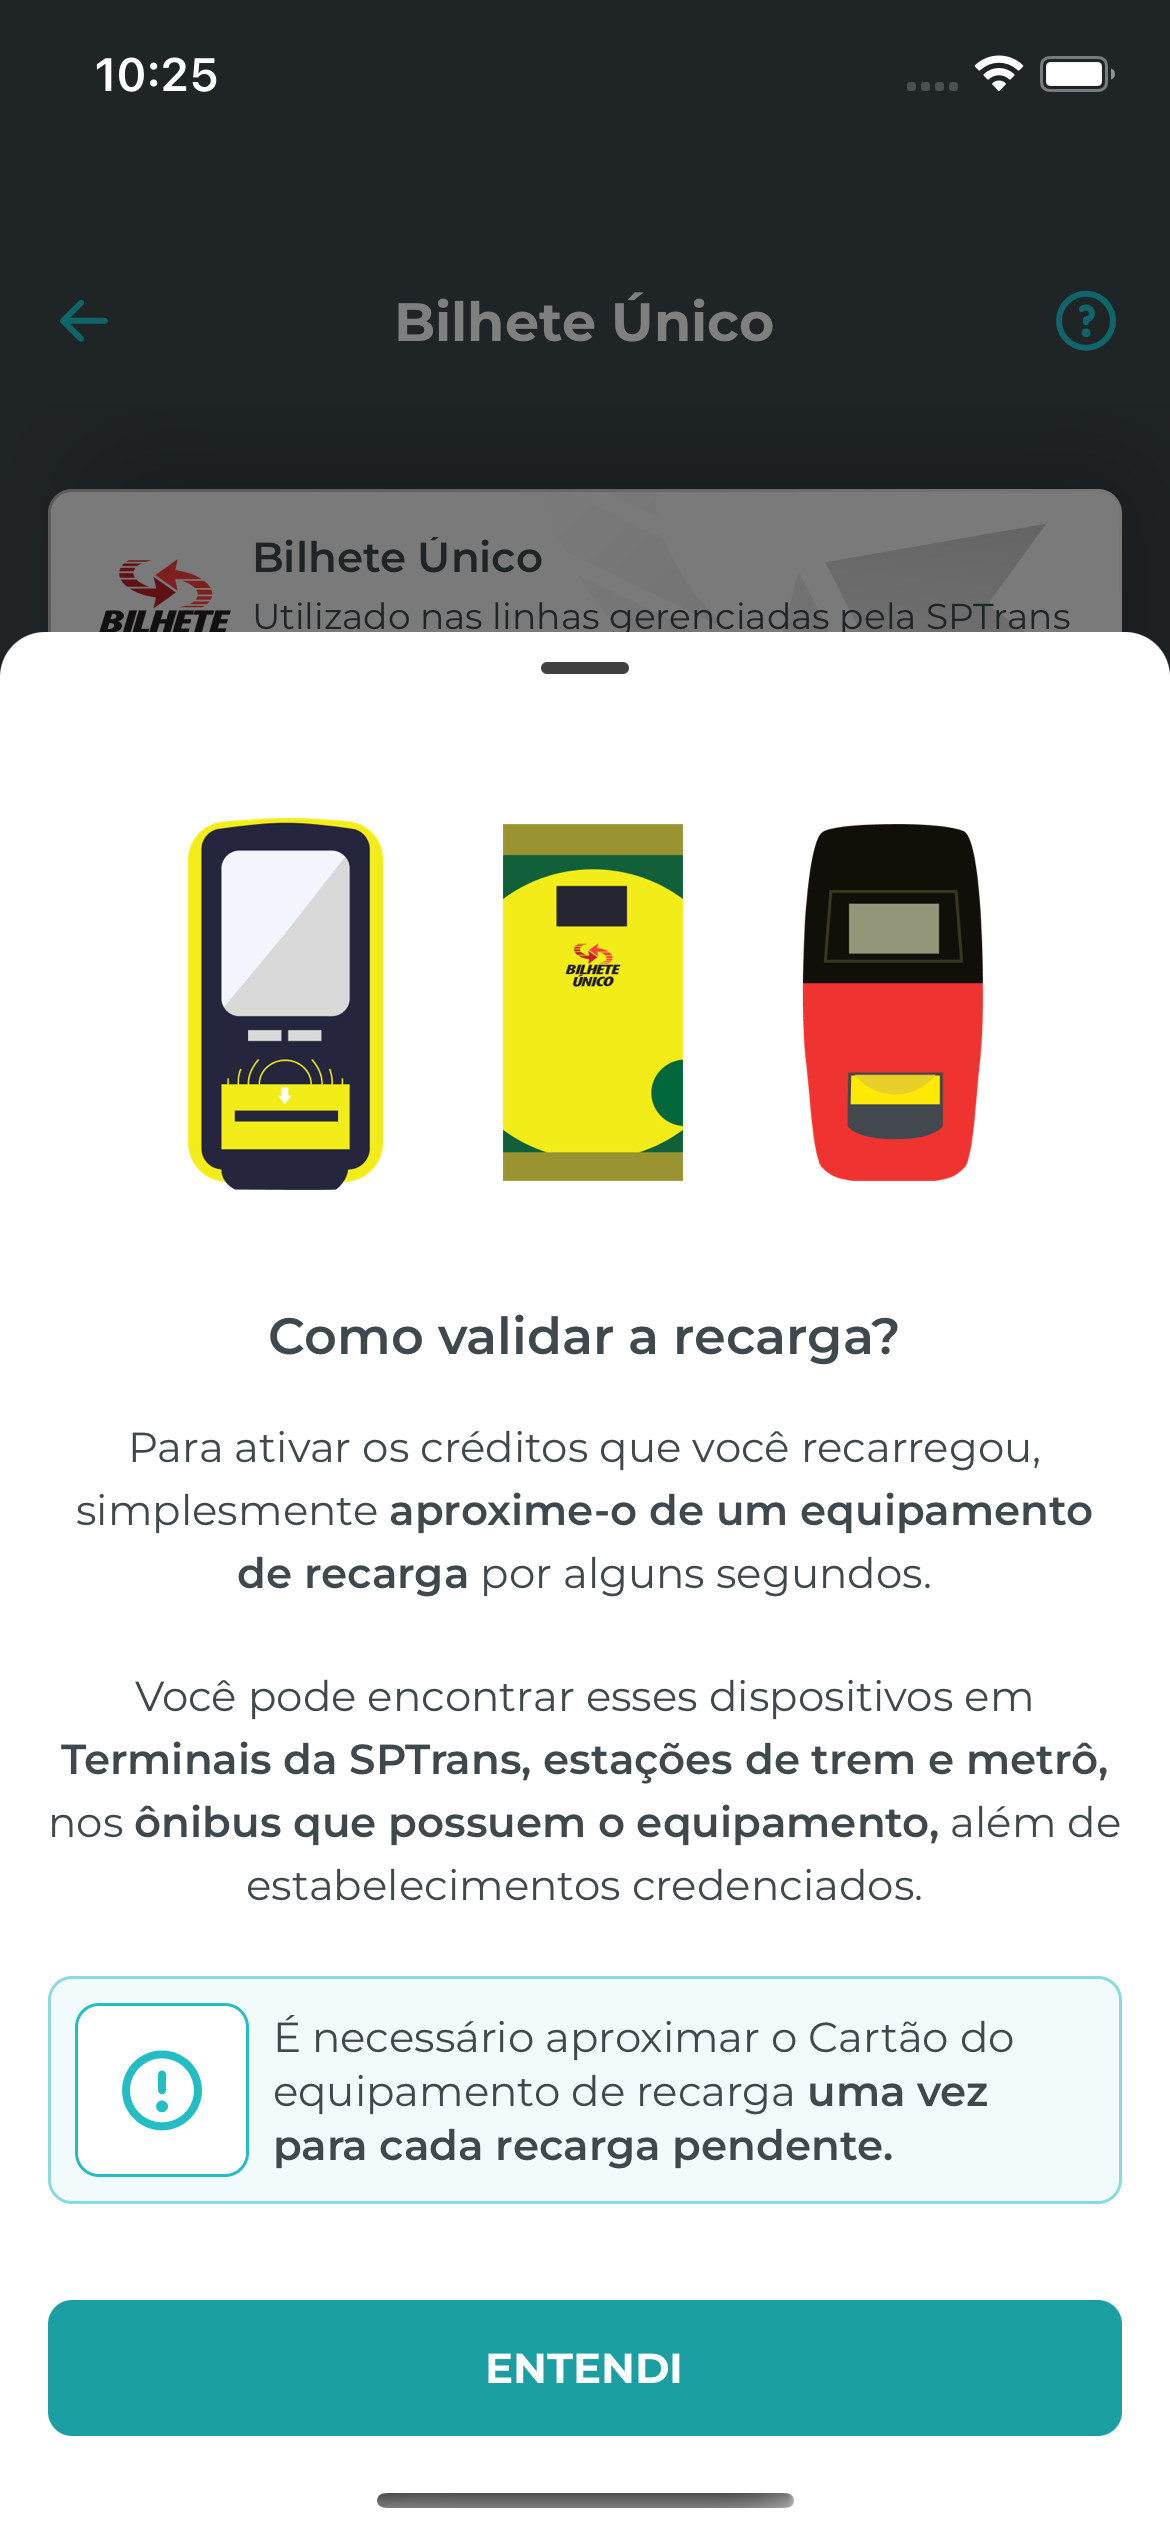 10:25
Bilhete Único
Bilhete Único
Utilizado nas linhas gerenciadas pela SPTrans
BILHETE
BILHETE
ÚNICO
Como validar a recarga?
Para ativar os créditos que você recarregou,
simplesmente aproxime-o de um equipamento
de recarga por alguns segundos.
Você pode encontrar esses dispositivos em
Terminais da SPTrans, estações de trem e metrô,
nos ônibus que possuem o equipamento, além de
estabelecimentos credenciados.
É necessário aproximar o Cartão do
equipamento de recarga uma vez
para cada recarga pendente.
ENTENDI